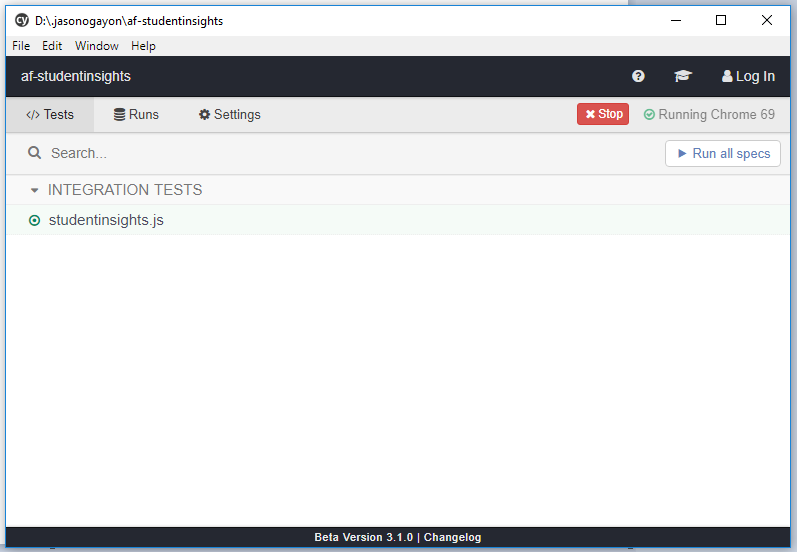 cy D:\.jasonogayon\af-studentinsights
File Edit Window Help
af-studentinsights ? Log In
</> Tests Runs Settings Stop Running Chrome 69
Search... Run all specs
INTEGRATION TESTS
studentinsights.js
Beta Version 3.1.0 | Changelog